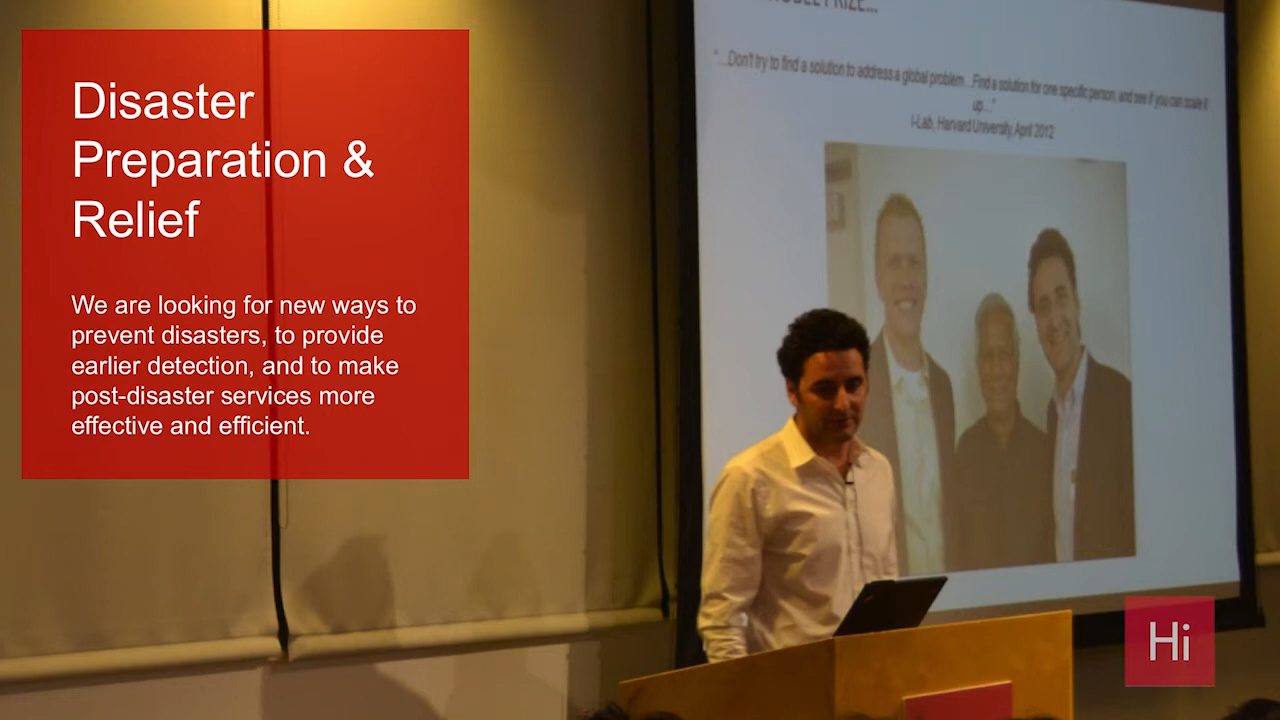 Disaster
Preparation &
Relief
We are looking for new ways to
prevent disasters, to provide
earlier detection, and to make
post-disaster services more
effective and efficient.
"...Don't try to find a solution to address a global problem...Find a solution for one specific person, and see if you can scale it
up..."
I-Lab, Harvard University, April 2012
Hi